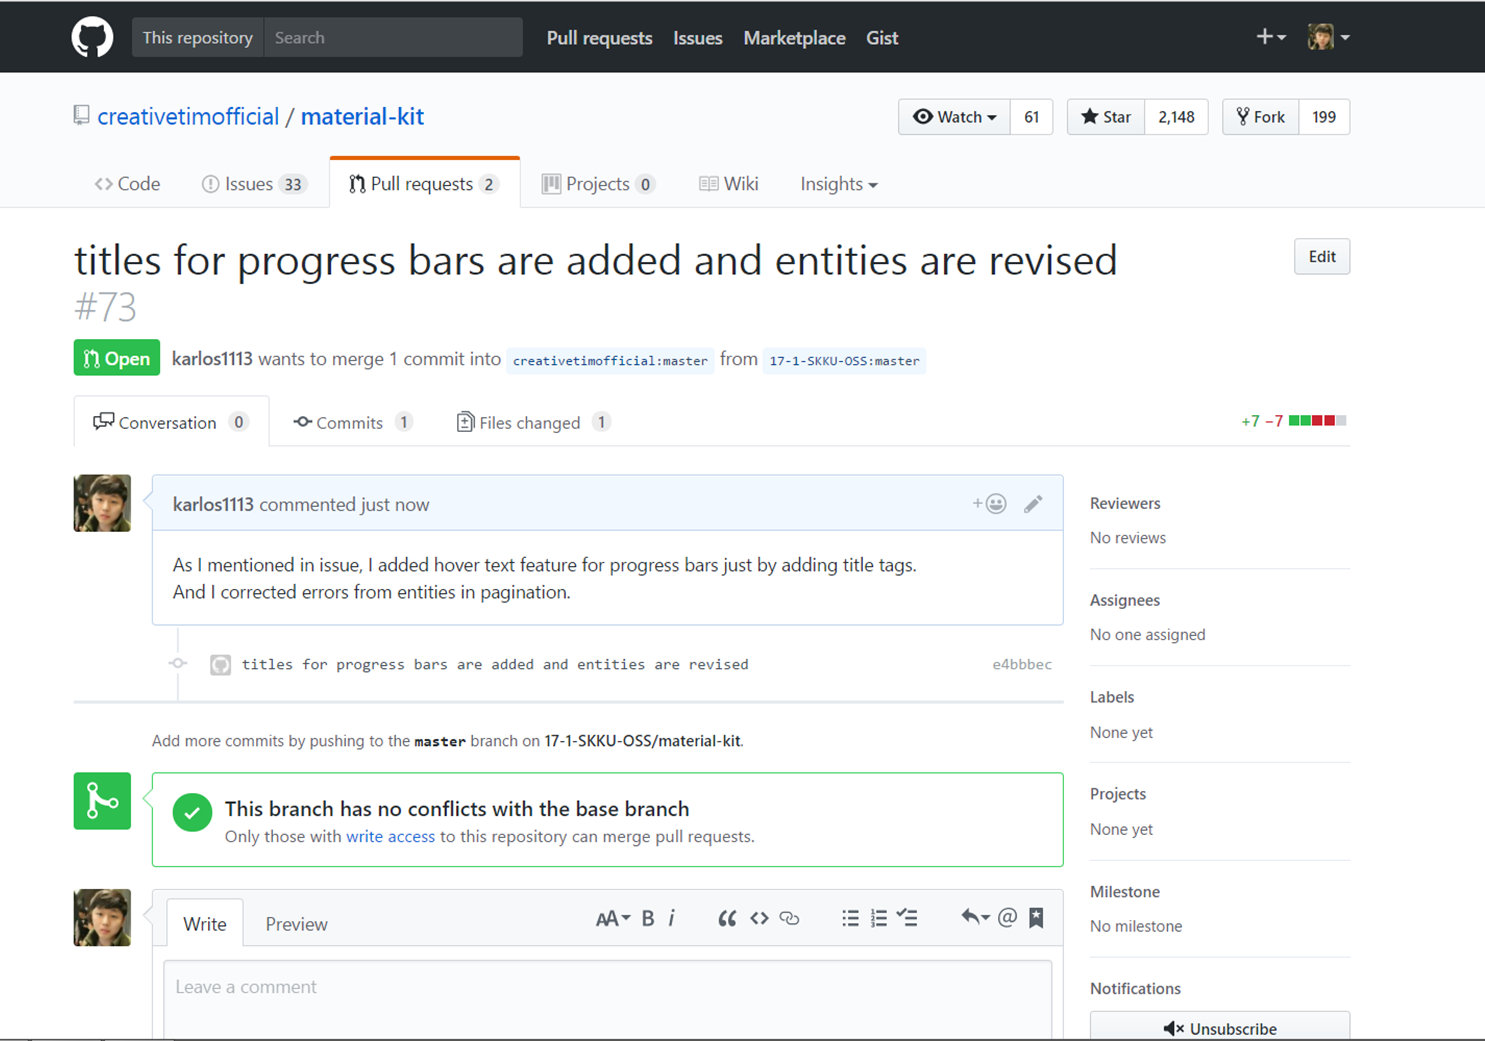 This repository Search Pull requests Issues Marketplace Gist
creativetimofficial / material-kit
Watch 61 Star 2,148 Fork 199
Code Issues 33 Pull requests 2 Projects 0 Wiki Insights
titles for progress bars are added and entities are revised
#73
Edit
Open karlos1113 wants to merge 1 commit into creativetimofficial:master from 17-1-SKKU-OSS:master
Conversation 0 Commits 1 Files changed 1 +7 −7
karlos1113 commented just now
As I mentioned in issue, I added hover text feature for progress bars just by adding title tags.
And I corrected errors from entities in pagination.
titles for progress bars are added and entities are revised e4bbbec
Add more commits by pushing to the master branch on 17-1-SKKU-OSS/material-kit.
This branch has no conflicts with the base branch
Only those with write access to this repository can merge pull requests.
Write Preview AA B i
Leave a comment
Reviewers
No reviews
Assignees
No one assigned
Labels
None yet
Projects
None yet
Milestone
No milestone
Notifications
Unsubscribe